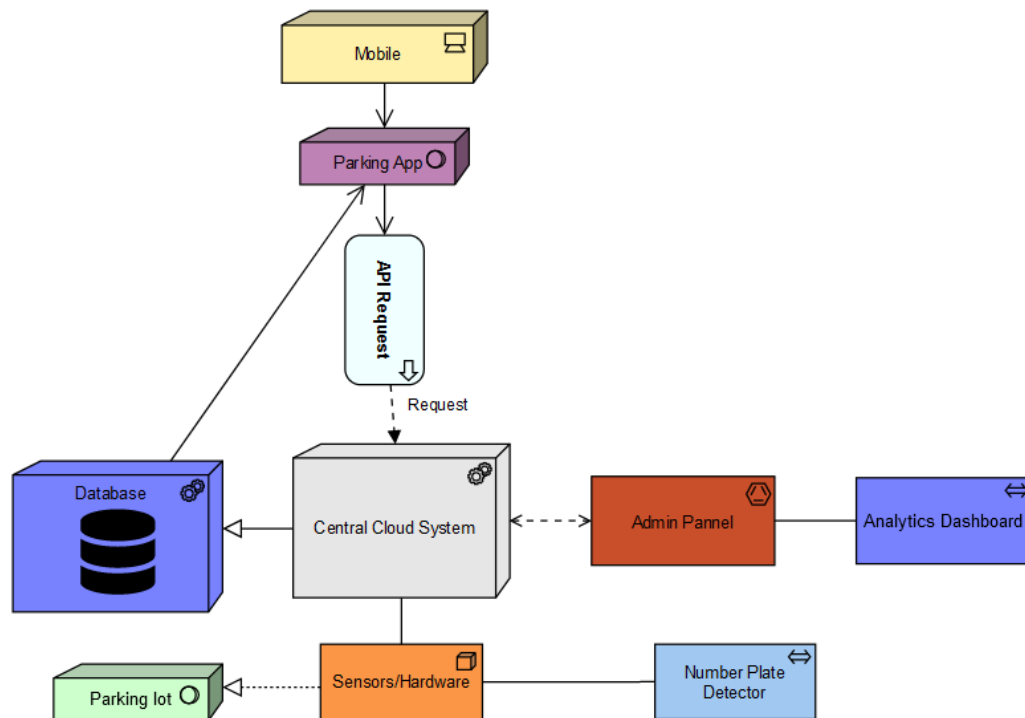 Mobile
Parking App
API Request
Request
Database
Central Cloud System
Admin Pannel
Analytics Dashboard
Sensors/Hardware
Number Plate
Detector
Parking lot